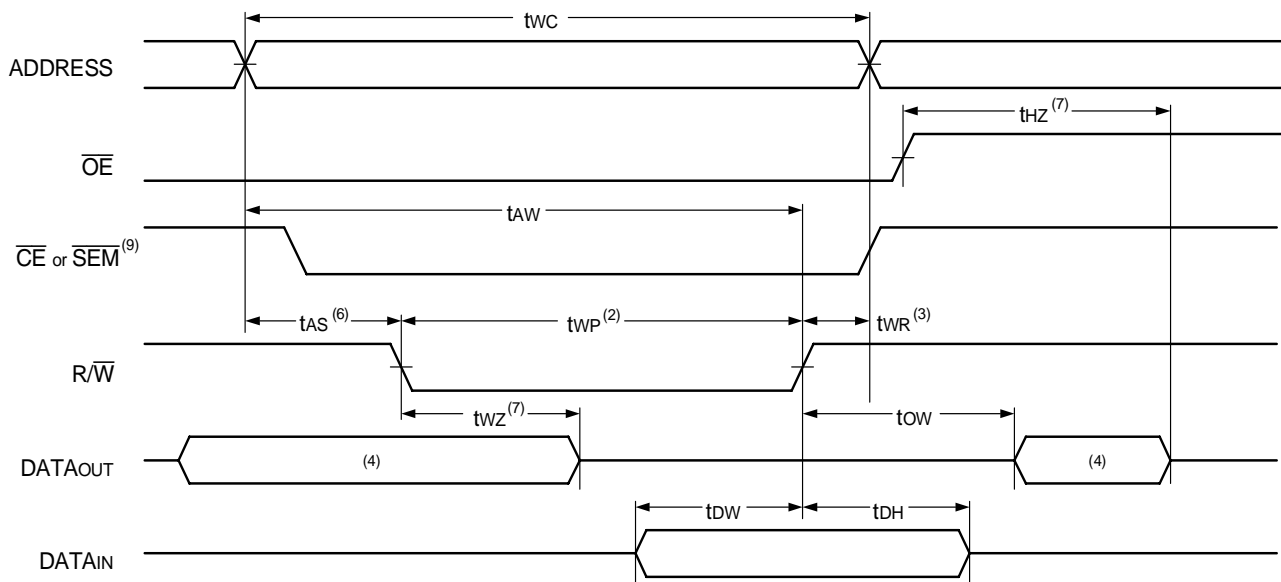 tWC
ADDRESS
tHZ (7)
OE
tAW
CE or SEM (9)
tAS (6)
tWP (2)
tWR (3)
R/W
tWZ (7)
tOW
DATAOUT
(4)
(4)
tDW
tDH
DATAIN